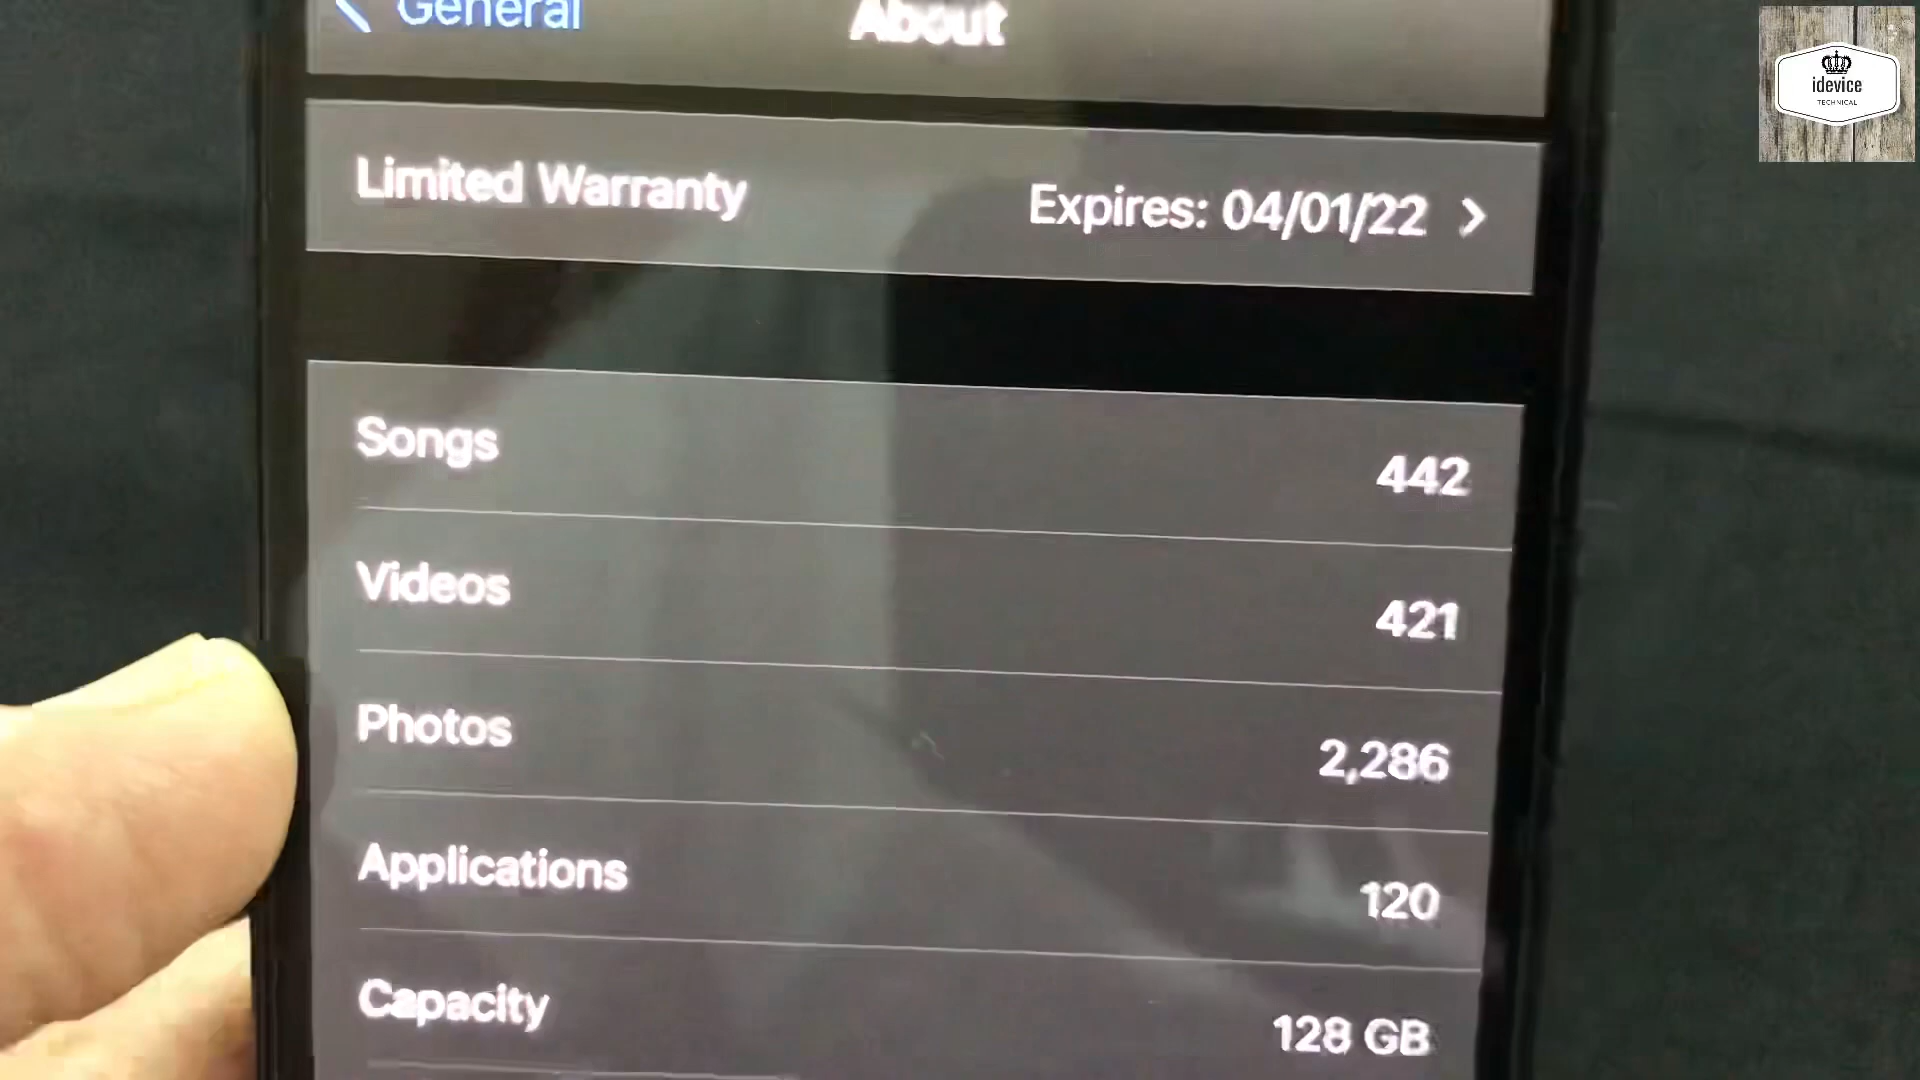 General
About
Limited Warranty
Expires: 04/01/22
Songs
442
Videos
421
Photos
2,286
Applications
120
Capacity
128 GB
idevice
TECHNICAL